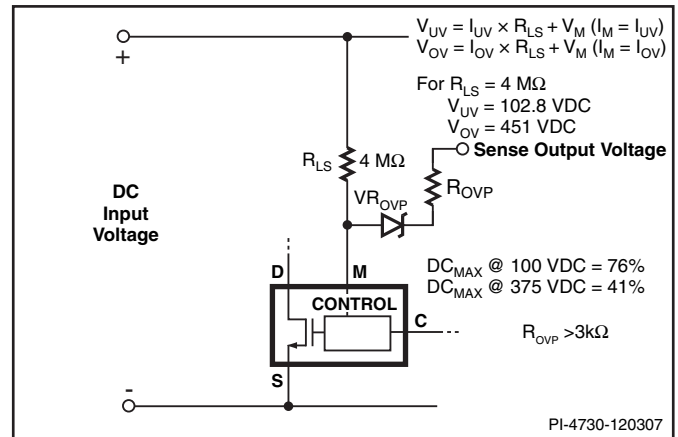 V_UV = I_UV × R_LS + V_M (I_M = I_UV)
V_OV = I_OV × R_LS + V_M (I_M = I_OV)
+
For R_LS = 4 MΩ
V_UV = 102.8 VDC
V_OV = 451 VDC
Sense Output Voltage
R_LS 4 MΩ
R_OVP
VR_OVP
DC
Input
Voltage
D M
DC_MAX @ 100 VDC = 76%
DC_MAX @ 375 VDC = 41%
CONTROL
C
R_OVP >3kΩ
S
-
PI-4730-120307